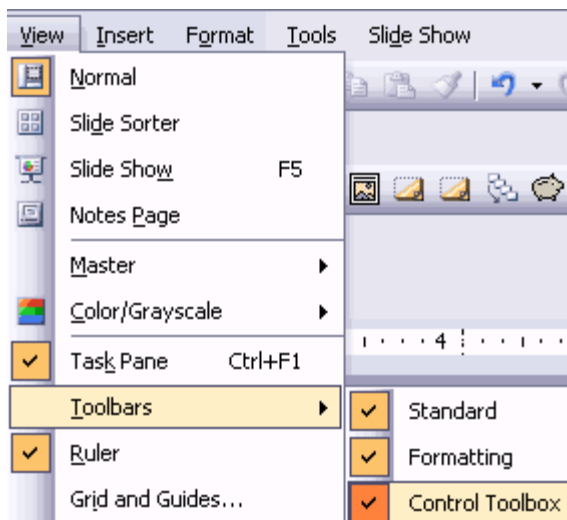 View Insert Format Tools Slide Show
Normal
Slide Sorter
Slide Show F5
Notes Page
Master
Color/Grayscale
4
Task Pane Ctrl+F1
Toolbars
Standard
Ruler
Formatting
Grid and Guides...
Control Toolbox